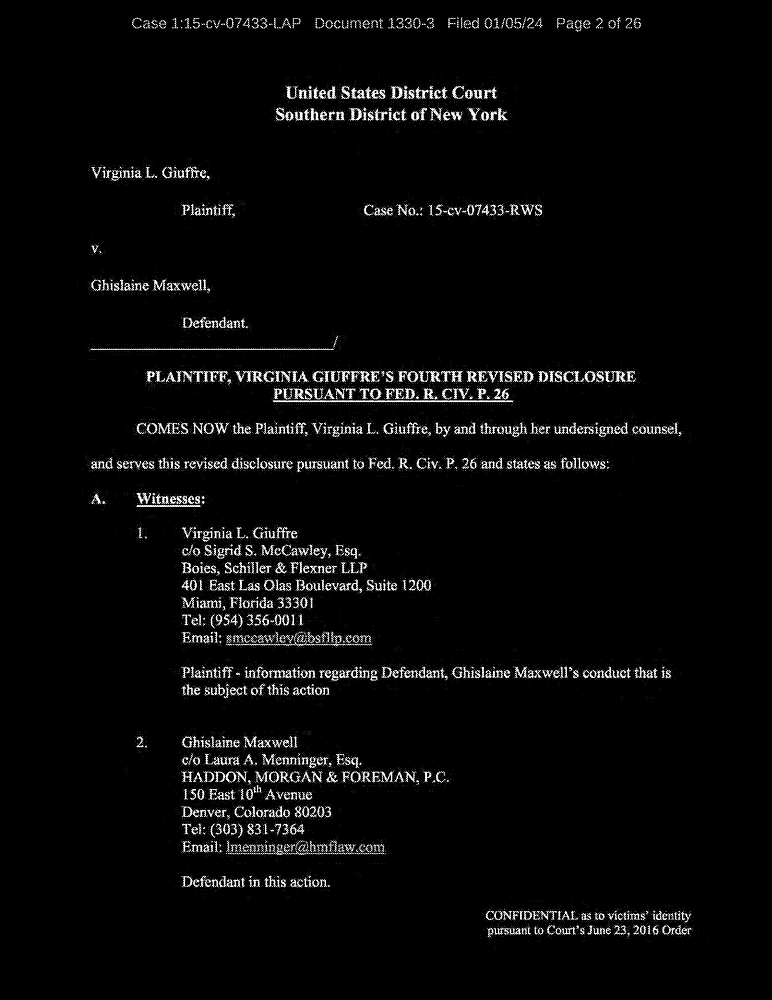 Case 1:15-cv-07433-LAP Document 1330-3 Filed 01/05/24 Page 2 of 26
United States District Court
Southern District of New York
Virginia L. Giuffre,
Plaintiff, Case No.: 15-cv-07433-RWS
v.
Ghislaine Maxwell,
Defendant.
________________________________/
PLAINTIFF, VIRGINIA GIUFFRE'S FOURTH REVISED DISCLOSURE
PURSUANT TO FED. R. CIV. P. 26
COMES NOW the Plaintiff, Virginia L. Giuffre, by and through her undersigned counsel,
and serves this revised disclosure pursuant to Fed. R. Civ. P. 26 and states as follows:
A. Witnesses:
1. Virginia L. Giuffre
c/o Sigrid S. McCawley, Esq.
Boies, Schiller & Flexner LLP
401 East Las Olas Boulevard, Suite 1200
Miami, Florida 33301
Tel: (954) 356-0011
Email: smccawley@bsfllp.com
Plaintiff - information regarding Defendant, Ghislaine Maxwell's conduct that is
the subject of this action
2. Ghislaine Maxwell
c/o Laura A. Menninger, Esq.
HADDON, MORGAN & FOREMAN, P.C.
150 East 10th Avenue
Denver, Colorado 80203
Tel: (303) 831-7364
Email: lmenninger@hmflaw.com
Defendant in this action.
CONFIDENTIAL as to victims' identity
pursuant to Court's June 23, 2016 Order